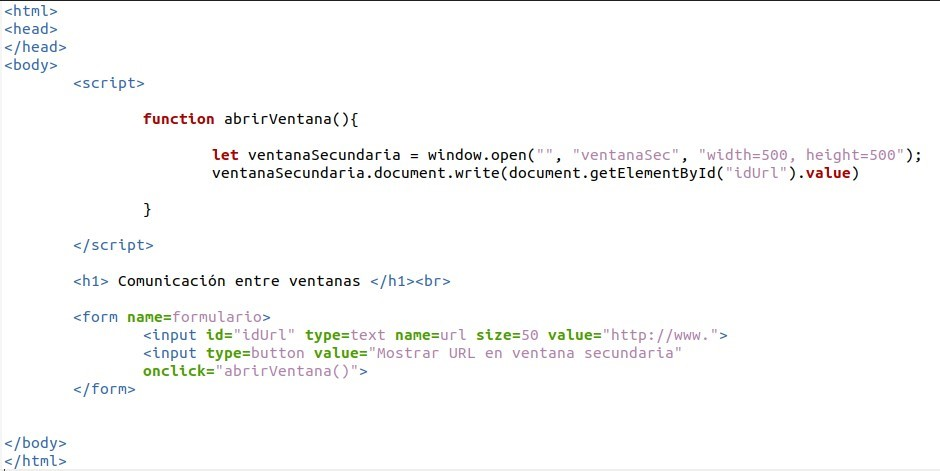 <html>
<head>
</head>
<body>
<script>
function abrirVentana(){
let ventanaSecundaria = window.open("", "ventanaSec", "width=500, height=500");
ventanaSecundaria.document.write(document.getElementById("idUrl").value)
}
</script>
<h1> Comunicación entre ventanas </h1><br>
<form name=formulario>
<input id="idUrl" type=text name=url size=50 value="http://www.">
<input type=button value="Mostrar URL en ventana secundaria"
onclick="abrirVentana()">
</form>
</body>
</html>